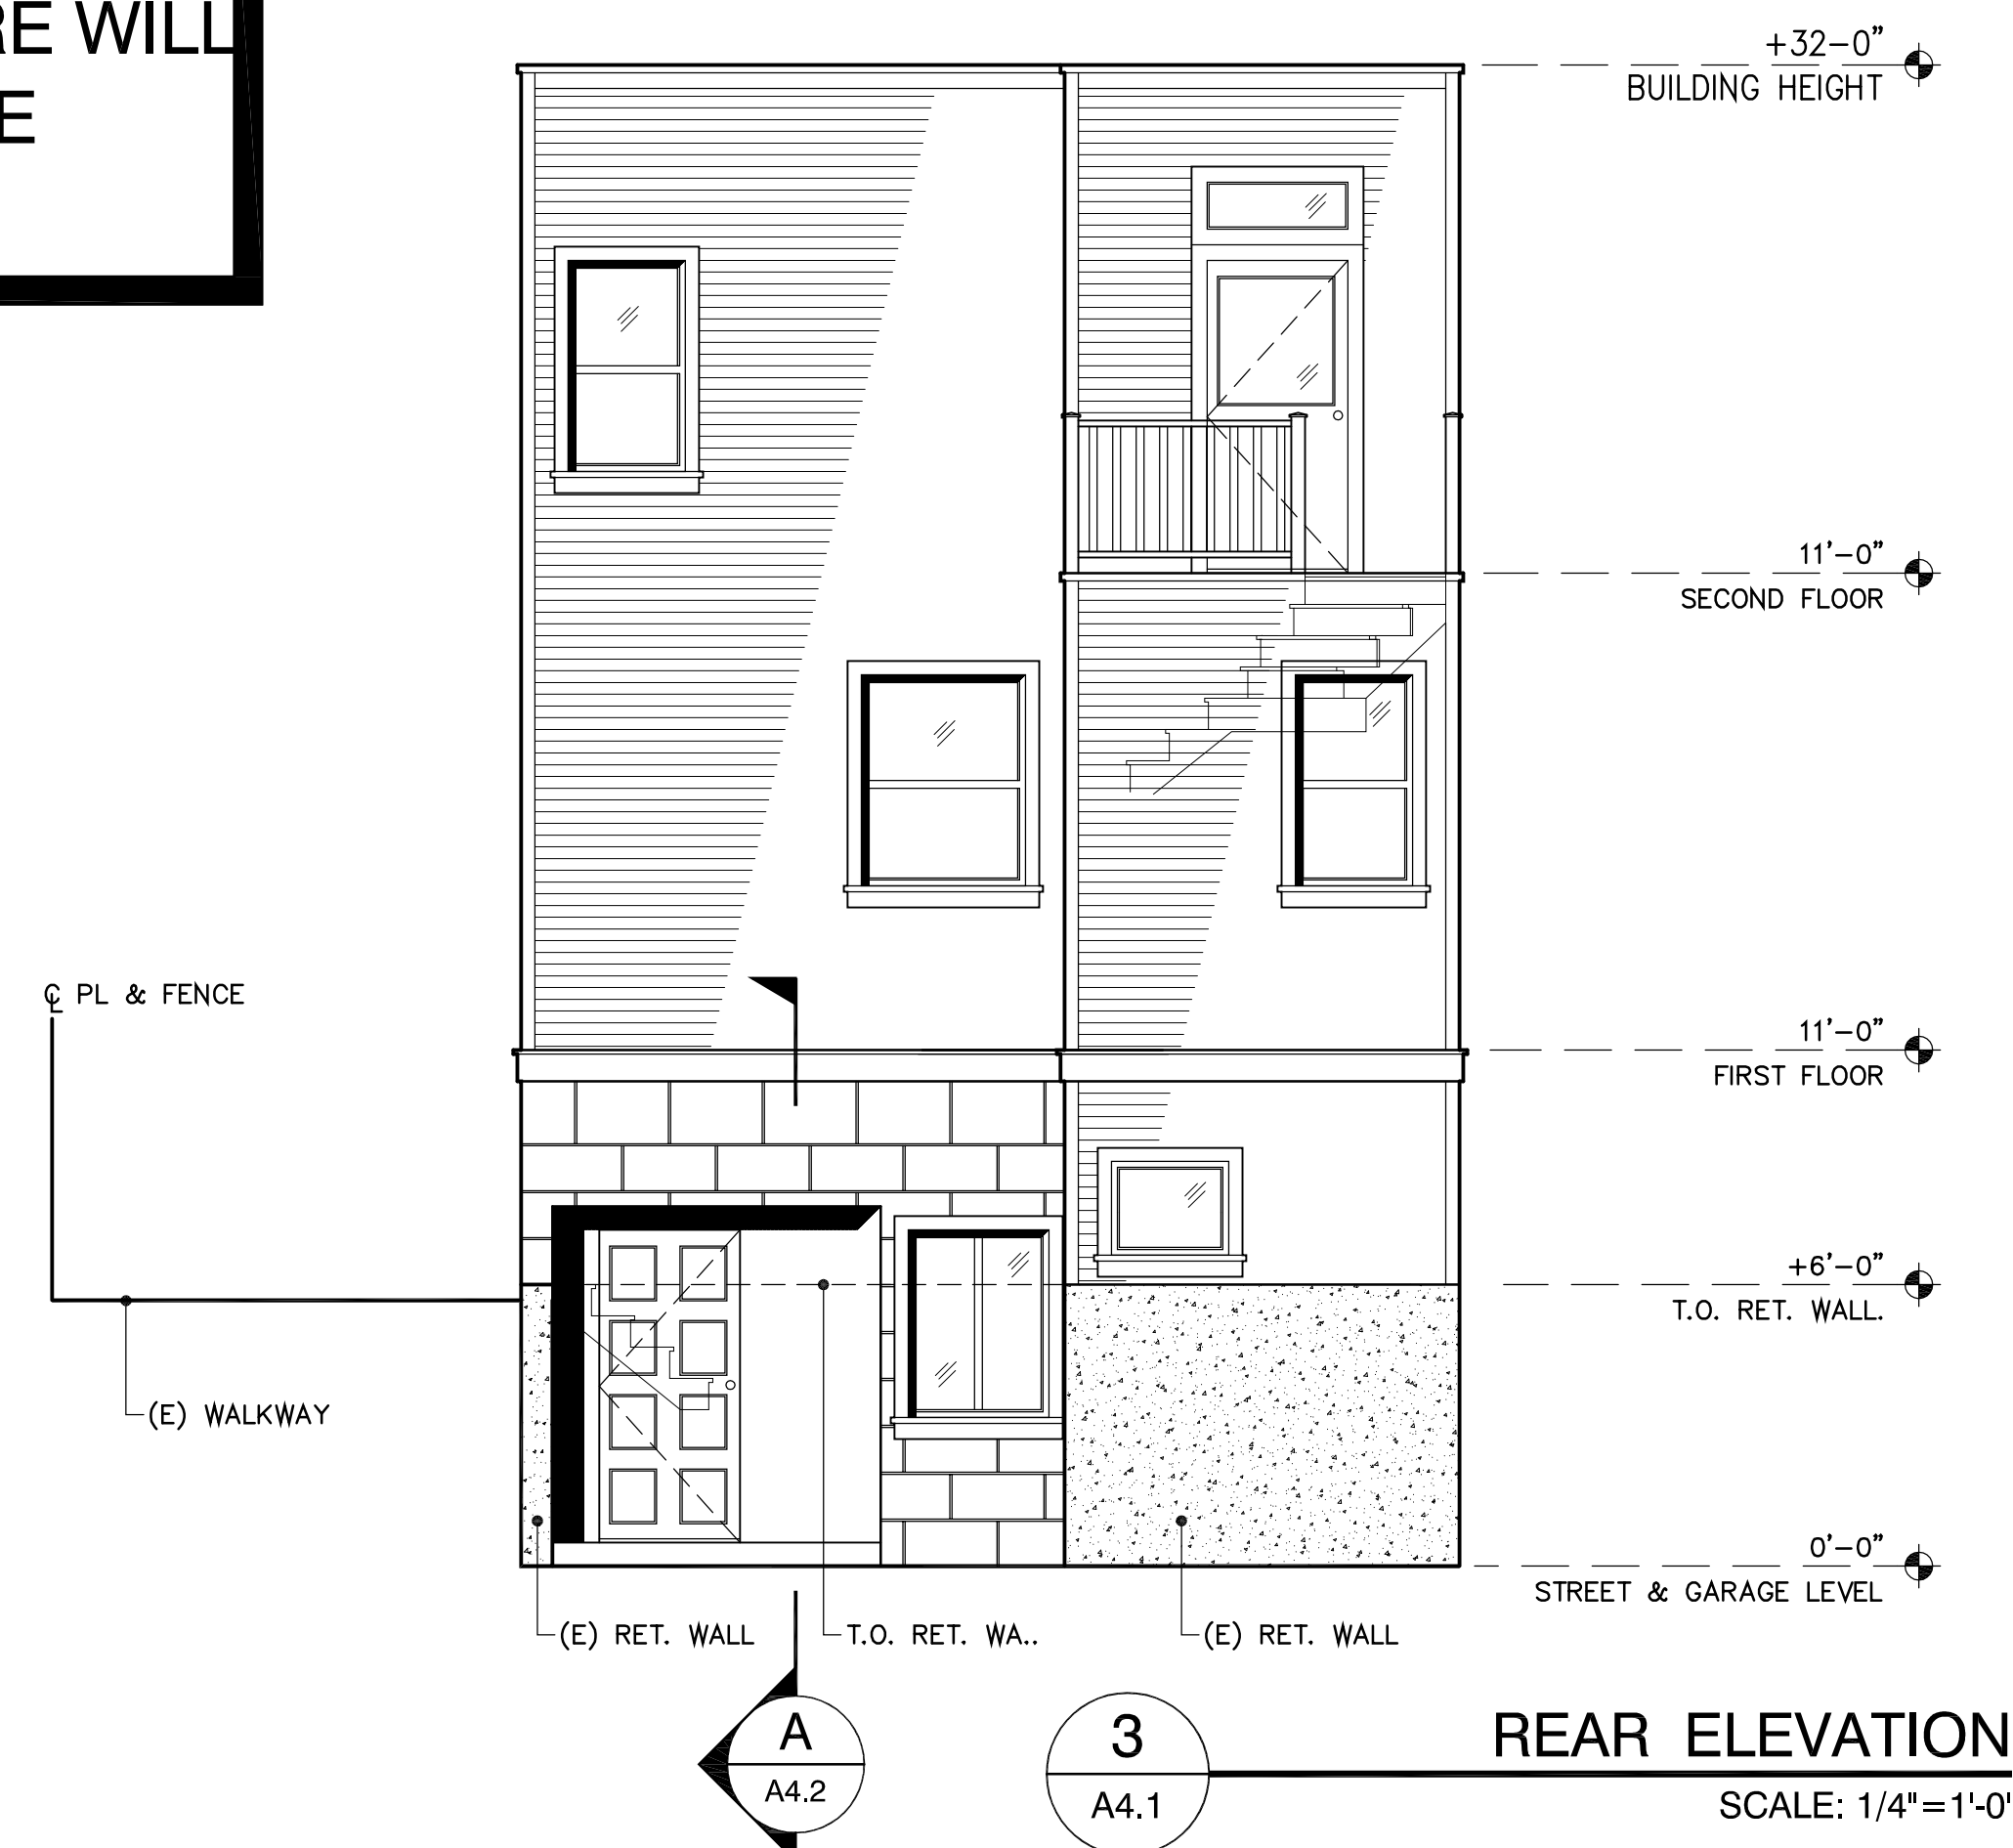 RE WILL
E
+32-0"
BUILDING HEIGHT
11'-0"
SECOND FLOOR
℄ PL & FENCE
11'-0"
FIRST FLOOR
+6'-0"
T.O. RET. WALL.
(E) WALKWAY
0'-0"
STREET & GARAGE LEVEL
(E) RET. WALL
T.O. RET. WA..
(E) RET. WALL
A
A4.2
3
A4.1
REAR ELEVATION
SCALE: 1/4"=1'-0'